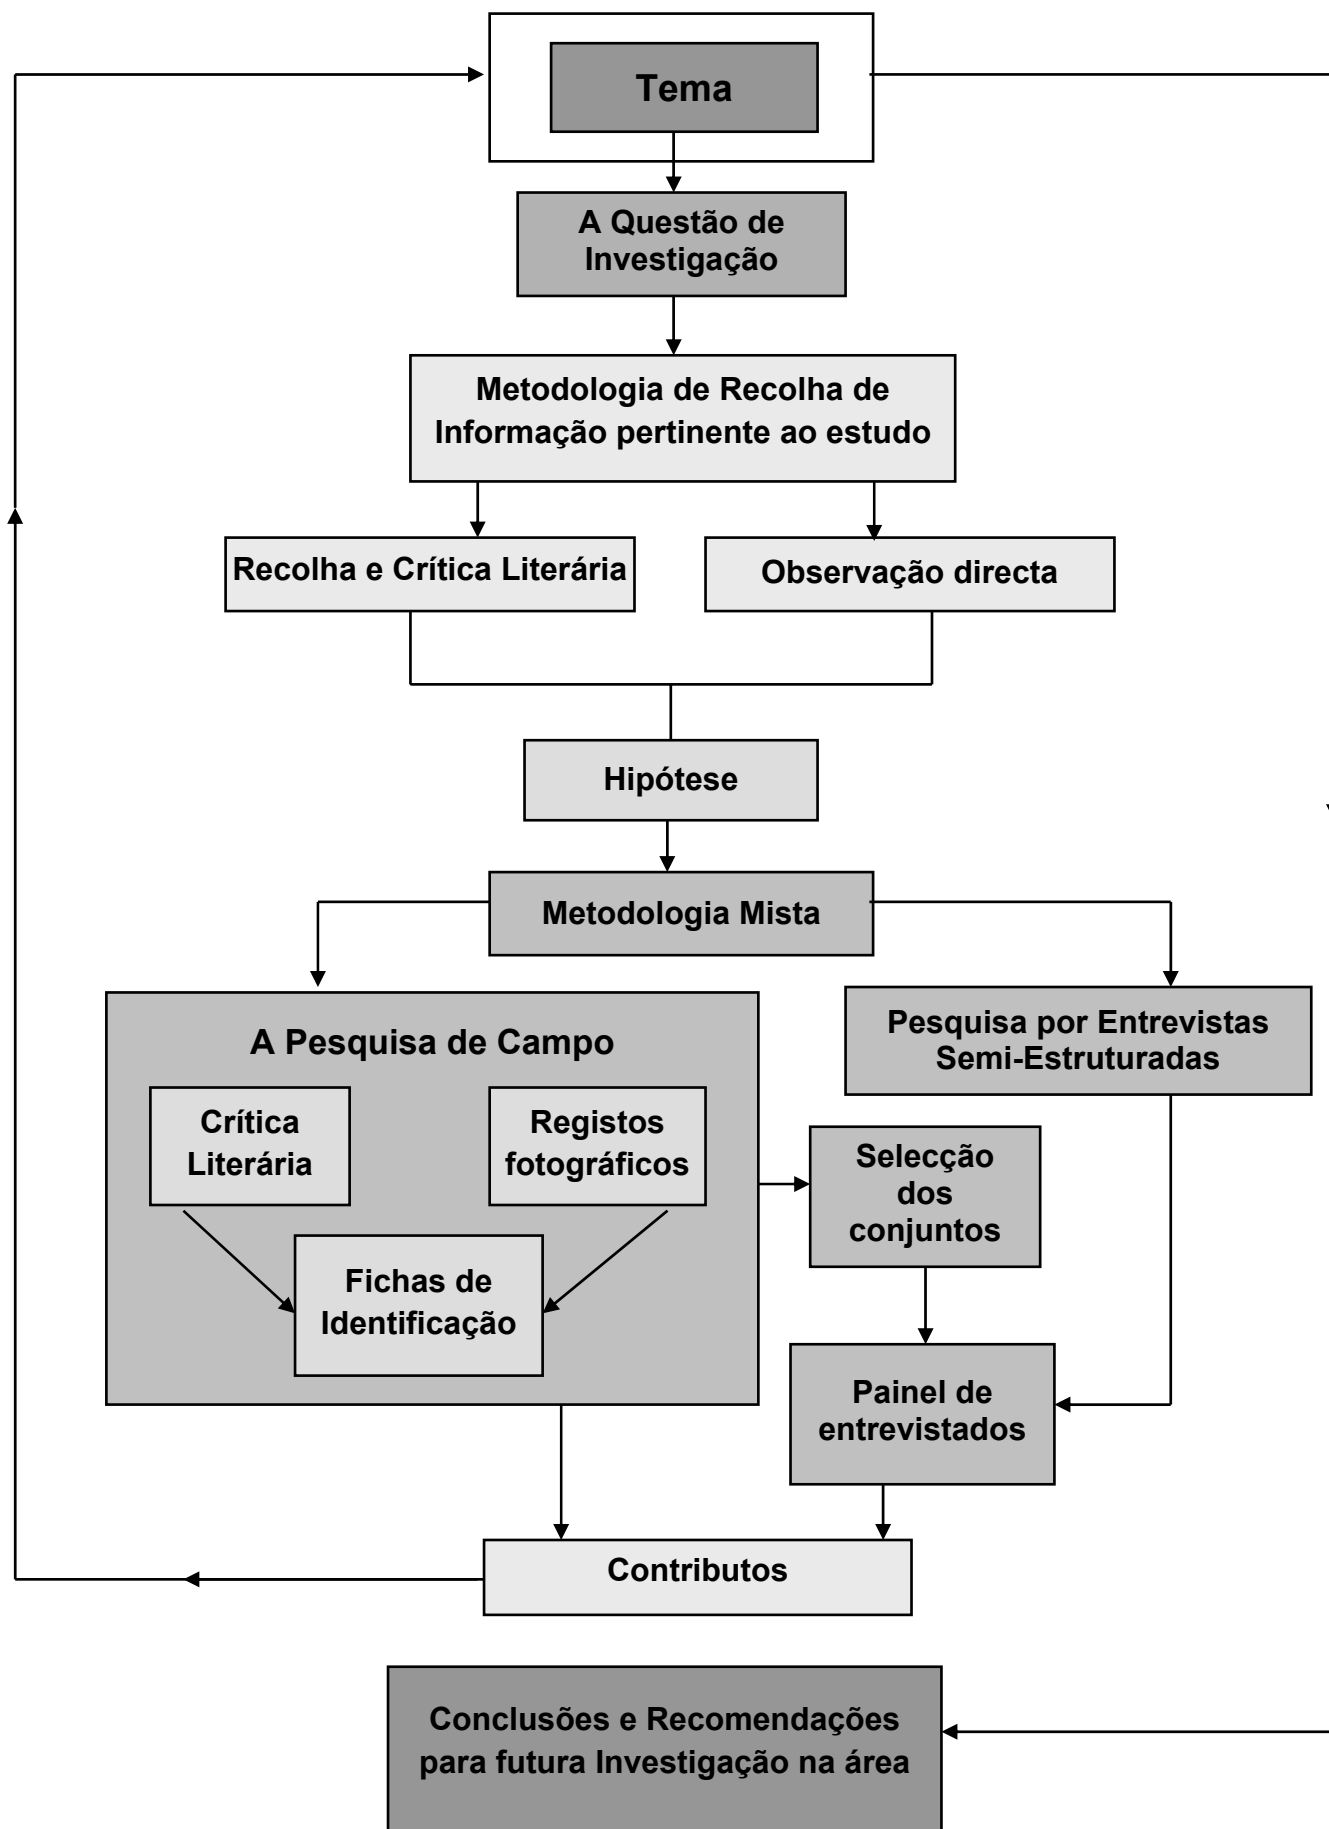 Tema
A Questão de
Investigação
Metodologia de Recolha de
Informação pertinente ao estudo
Recolha e Crítica Literária
Observação directa
Hipótese
Metodologia Mista
A Pesquisa de Campo
Crítica
Literária
Registos
fotográficos
Fichas de
Identificação
Pesquisa por Entrevistas
Semi-Estruturadas
Selecção
dos
conjuntos
Painel de
entrevistados
Contributos
Conclusões e Recomendações
para futura Investigação na área